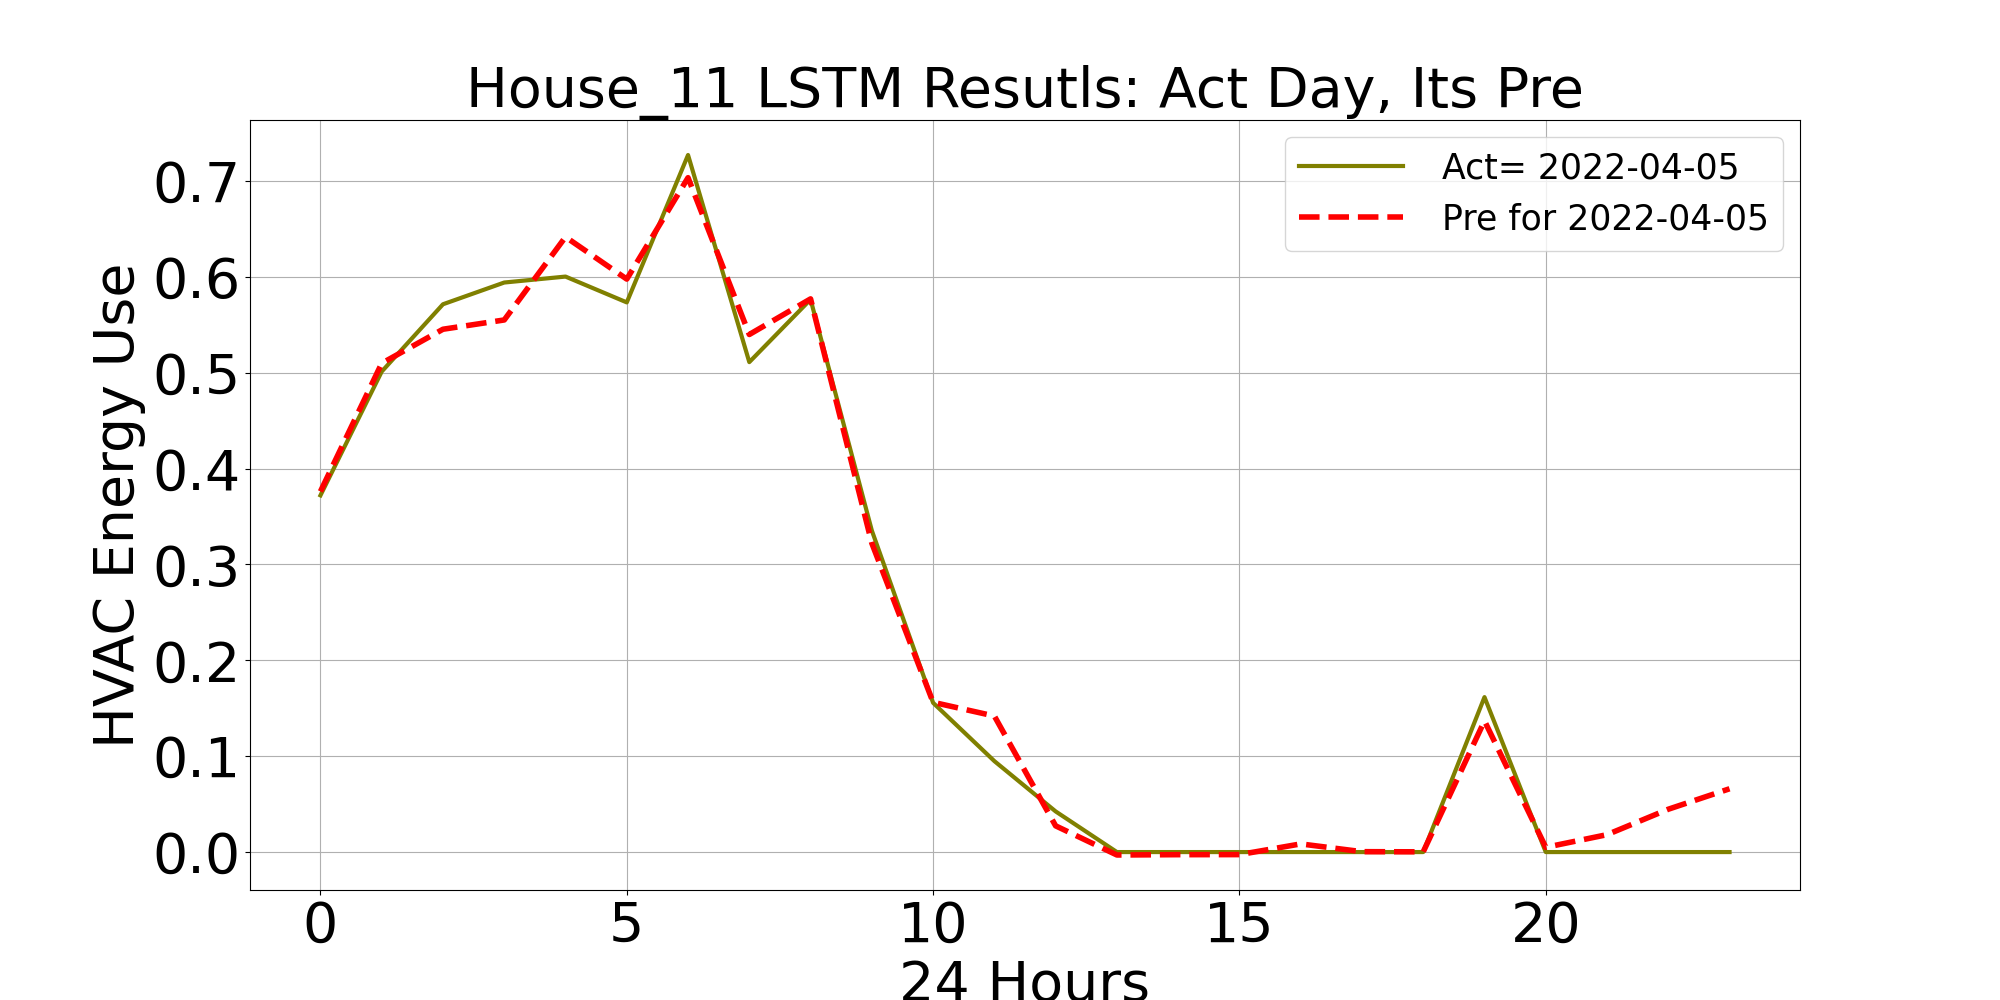 House_11 LSTM Resutls: Act Day, Its Pre
Act= 2022-04-05
Pre for 2022-04-05
HVAC Energy Use
0.7
0.6
0.5
0.4
0.3
0.2
0.1
0.0
0 5 10 15 20
24 Hours